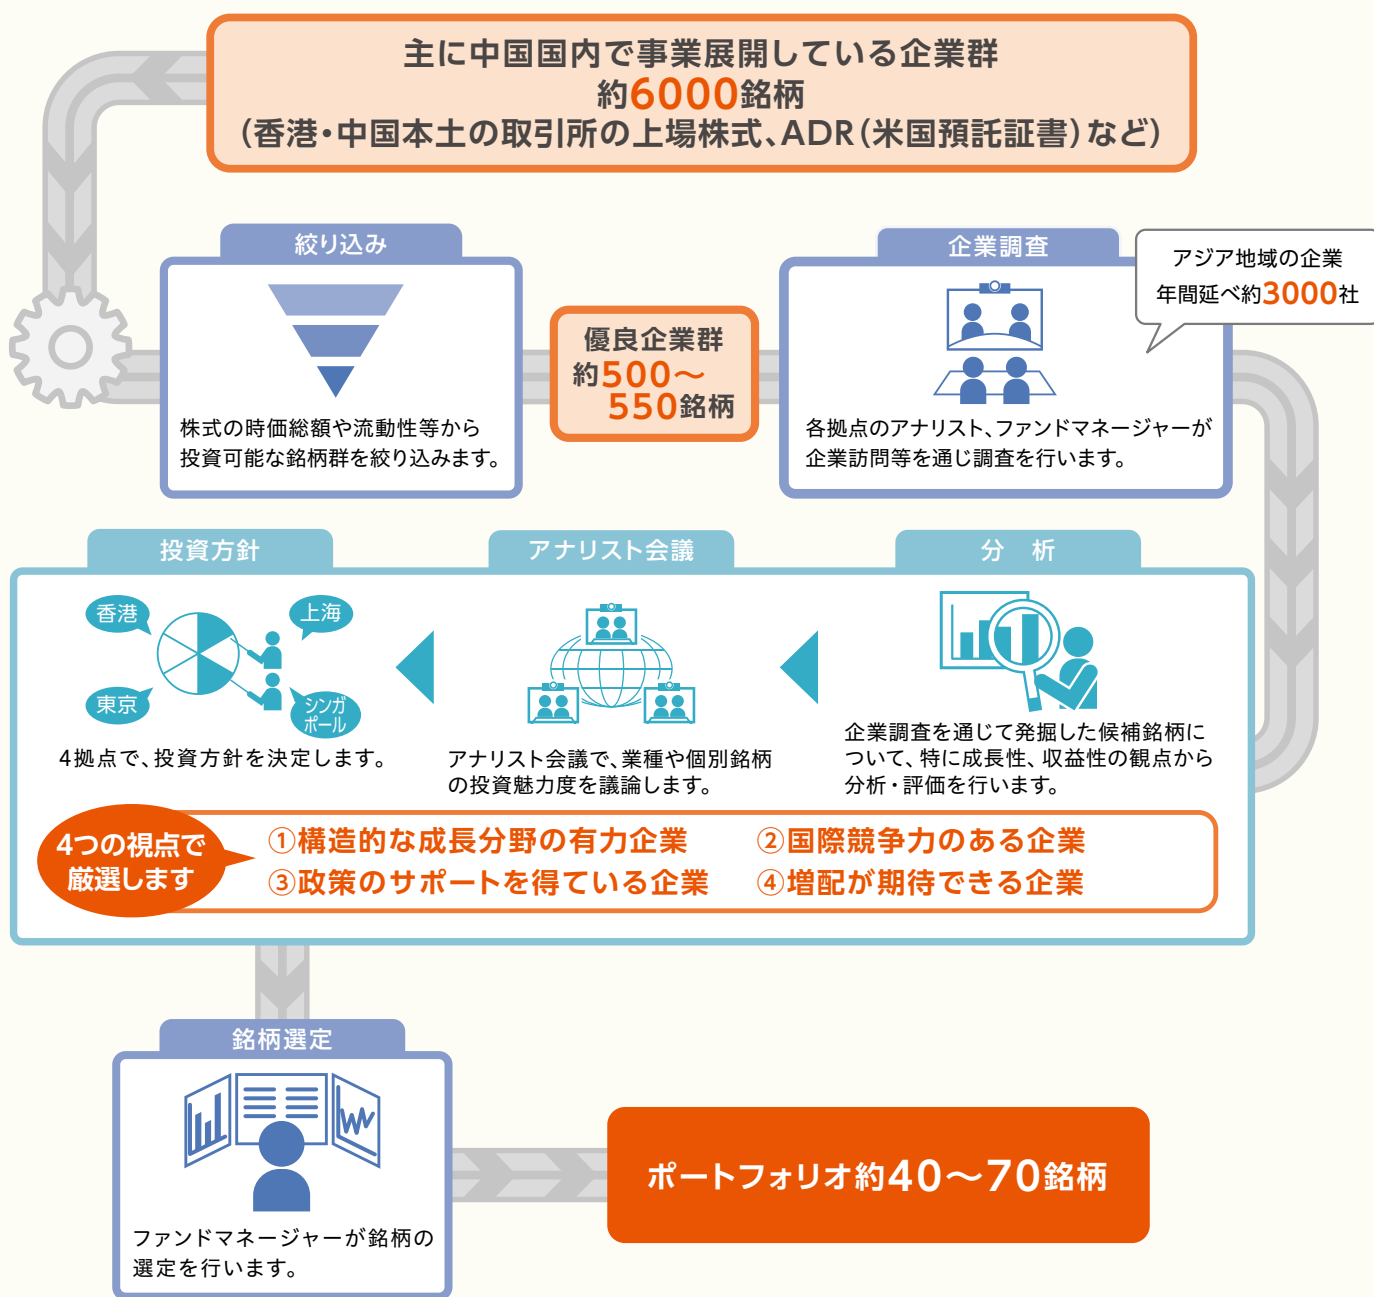 主に中国国内で事業展開している企業群
約6000銘柄
(香港・中国本土の取引所の上場株式、ADR(米国預託証書)など)
絞り込み
株式の時価総額や流動性等から
投資可能な銘柄群を絞り込みます。
優良企業群
約500～
550銘柄
企業調査
アジア地域の企業
年間延べ約3000社
各拠点のアナリスト、ファンドマネージャーが
企業訪問等を通じ調査を行います。
分 析
企業調査を通じて発掘した候補銘柄に
ついて、特に成長性、収益性の観点から
分析・評価を行います。
アナリスト会議
アナリスト会議で、業種や個別銘柄
の投資魅力度を議論します。
投資方針
香港
上海
東京
シンガ
ポール
4拠点で、投資方針を決定します。
4つの視点で
厳選します
①構造的な成長分野の有力企業
②国際競争力のある企業
③政策のサポートを得ている企業
④増配が期待できる企業
銘柄選定
ファンドマネージャーが銘柄の
選定を行います。
ポートフォリオ約40～70銘柄